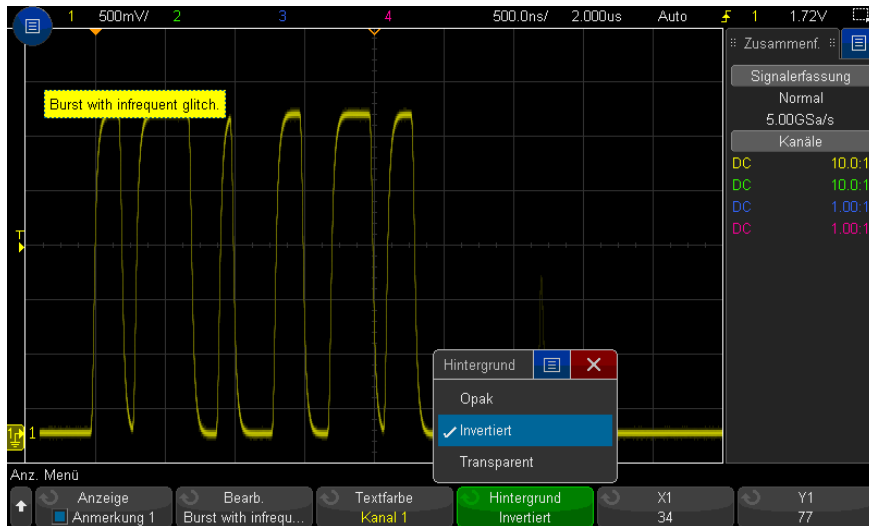 1 500mV/ 2 3 4 500.0ns/ 2.000us Auto 1 1.72V
Zusammenf.
Burst with infrequent glitch.
Signalerfassung
Normal
5.00GSa/s
Kanäle
DC 10.0:1
DC 10.0:1
DC 1.00:1
DC 1.00:1
T
1 1
Hintergrund
Opak
Invertiert
Transparent
Anz. Menü
Anzeige Bearb. Textfarbe Hintergrund X1 Y1
Anmerkung 1 Burst with infrequ... Kanal 1 Invertiert 34 77